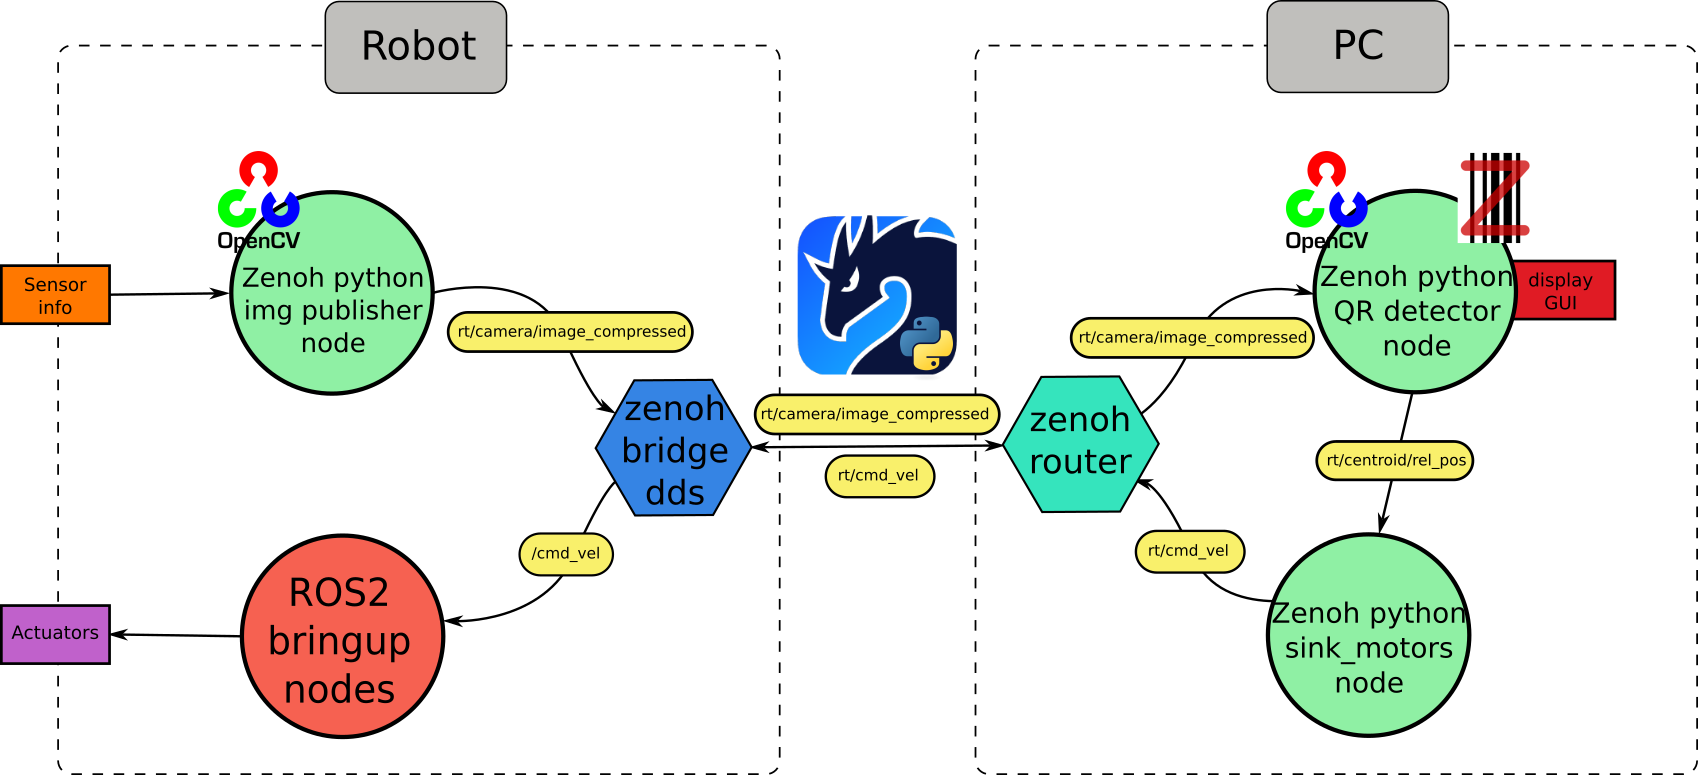 Robot
PC
OpenCV
Zenoh python
img publisher
node
Sensor
info
rt/camera/image_compressed
zenoh
bridge
dds
/cmd_vel
ROS2
bringup
nodes
Actuators
rt/camera/image_compressed
rt/cmd_vel
zenoh
router
rt/camera/image_compressed
OpenCV
Z
Zenoh python
QR detector
node
display
GUI
rt/centroid/rel_pos
rt/cmd_vel
Zenoh python
sink_motors
node